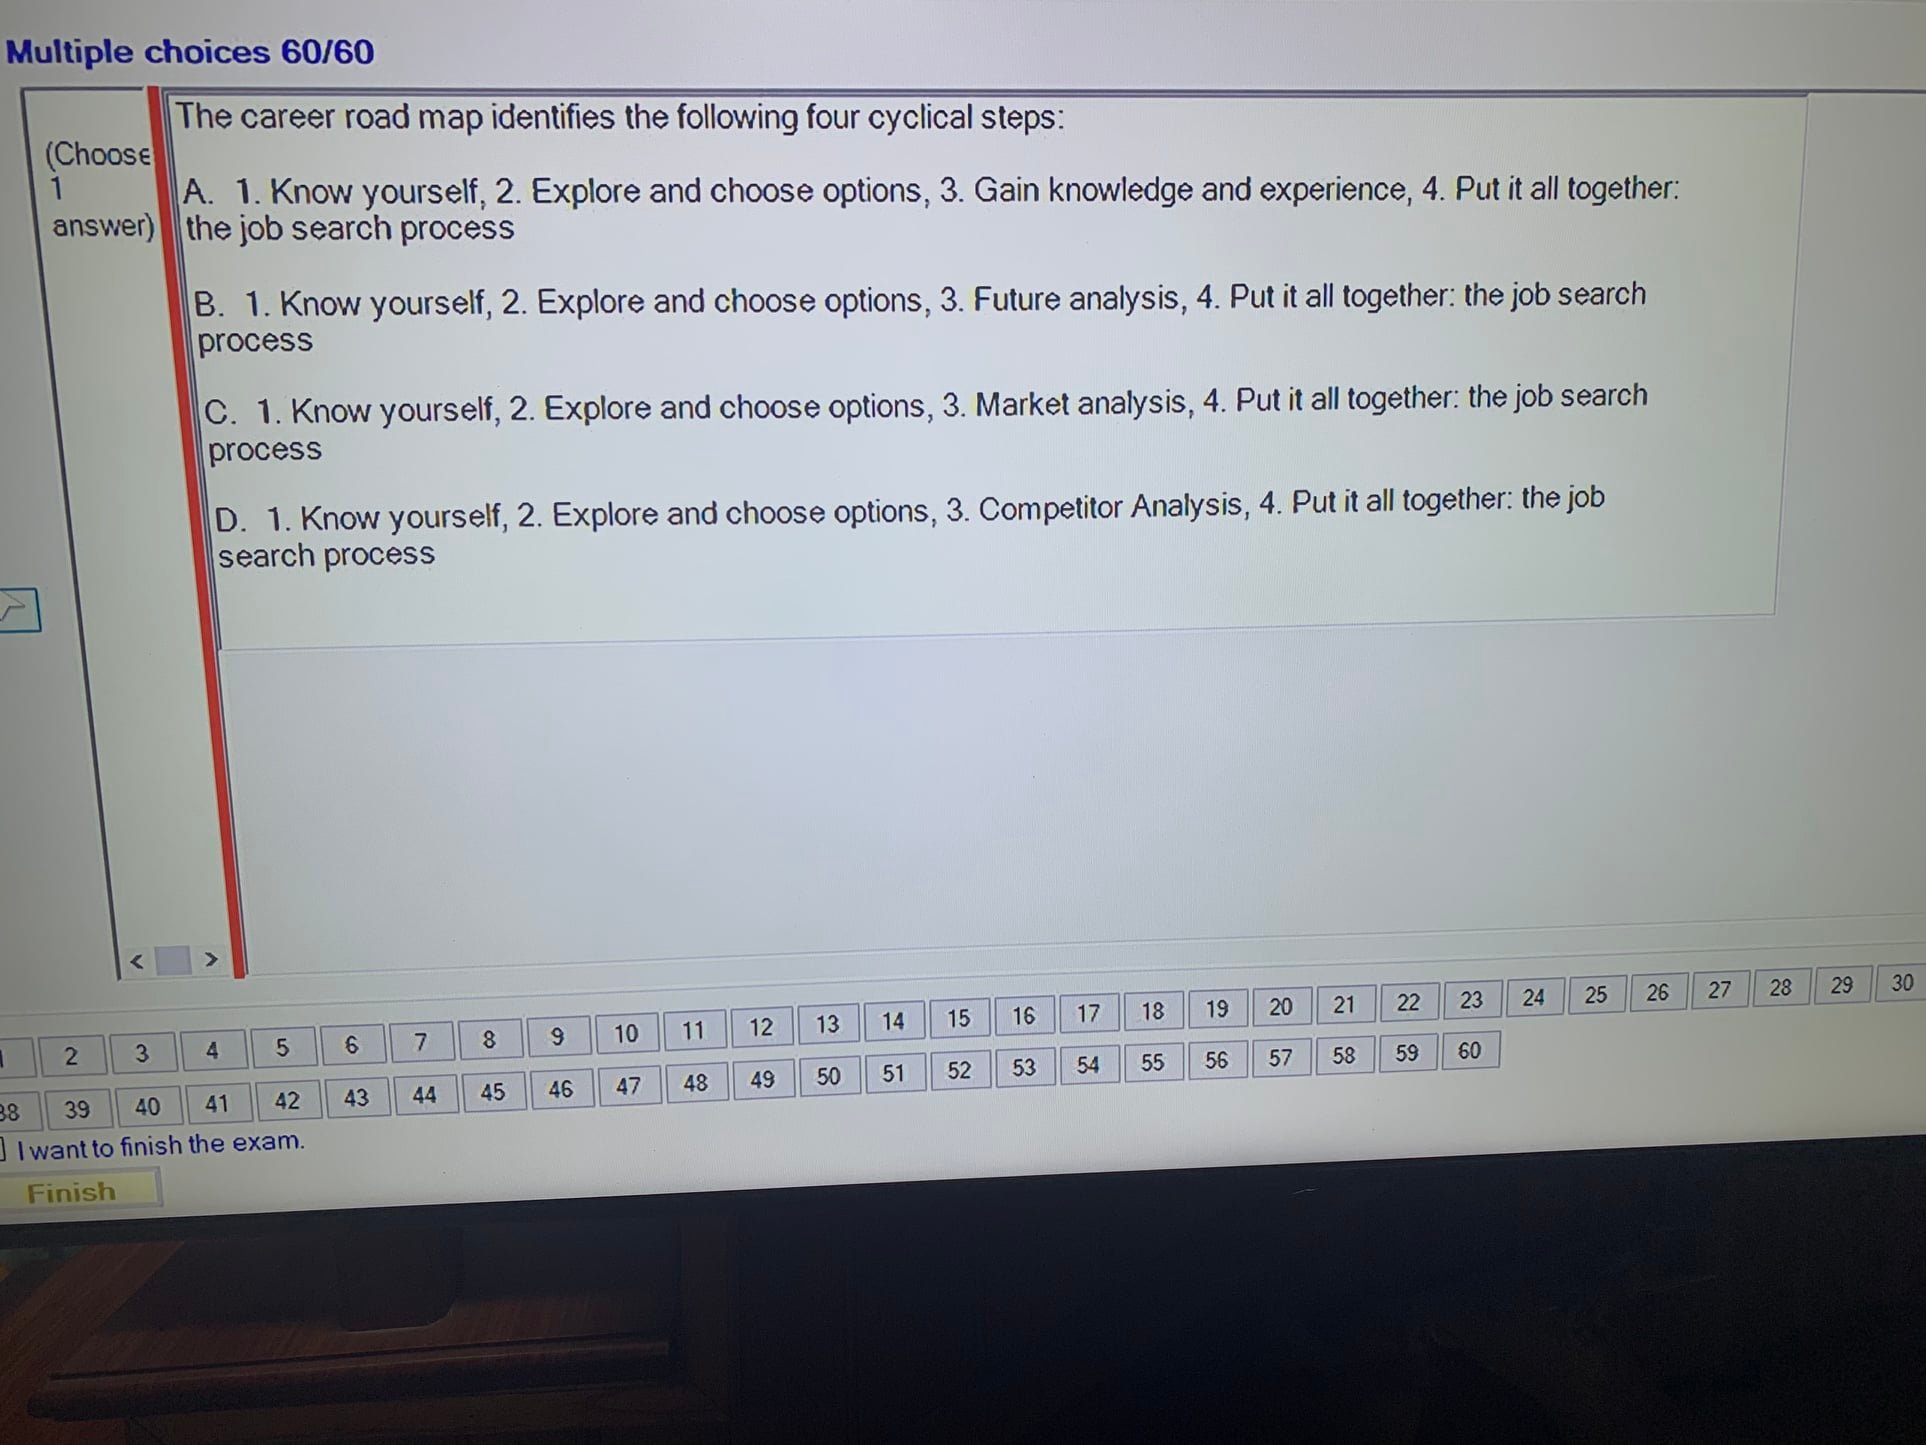 Multiple choices 60/60
(Choose
1
answer)
The career road map identifies the following four cyclical steps:
A. 1. Know yourself, 2. Explore and choose options, 3. Gain knowledge and experience, 4. Put it all together:
the job search process
B. 1. Know yourself, 2. Explore and choose options, 3. Future analysis, 4. Put it all together: the job search
process
C. 1. Know yourself, 2. Explore and choose options, 3. Market analysis, 4. Put it all together: the job search
process
D. 1. Know yourself, 2. Explore and choose options, 3. Competitor Analysis, 4. Put it all together: the job
search process
2 3 4 5 6 7 8 9 10 11 12 13 14 15 16 17 18 19 20 21 22 23 24 25 26 27 28 29 30
38 39 40 41 42 43 44 45 46 47 48 49 50 51 52 53 54 55 56 57 58 59 60
I want to finish the exam.
Finish